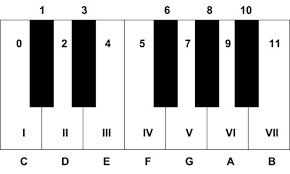 1 3 6 8 10
0 2 4 5 7 9 11
I II III IV V VI VII
C D E F G A B